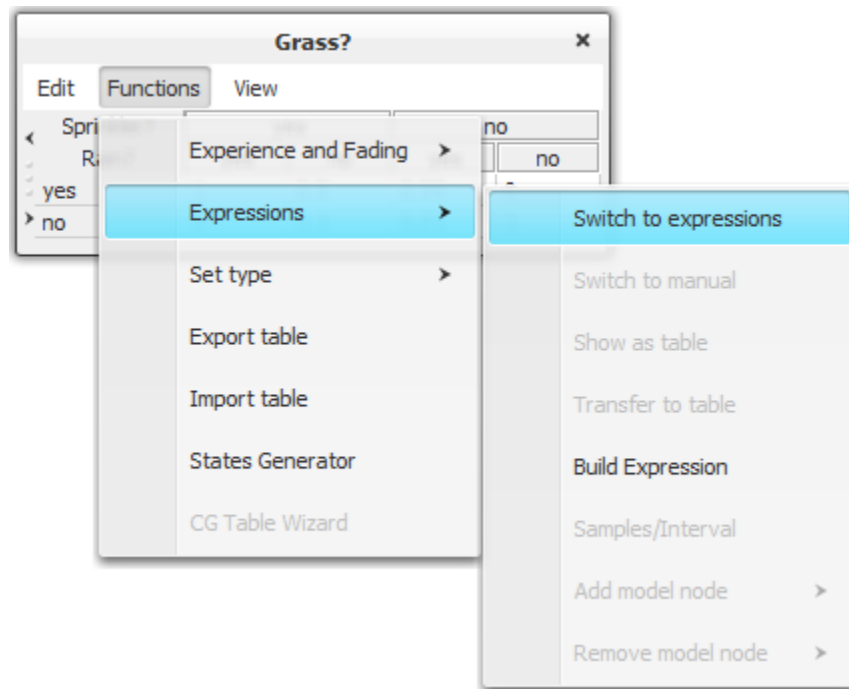 Grass?
Edit Functions View
no
no
yes
no
Experience and Fading
Expressions
Set type
Export table
Import table
States Generator
CG Table Wizard
Switch to expressions
Switch to manual
Show as table
Transfer to table
Build Expression
Samples/Interval
Add model node
Remove model node